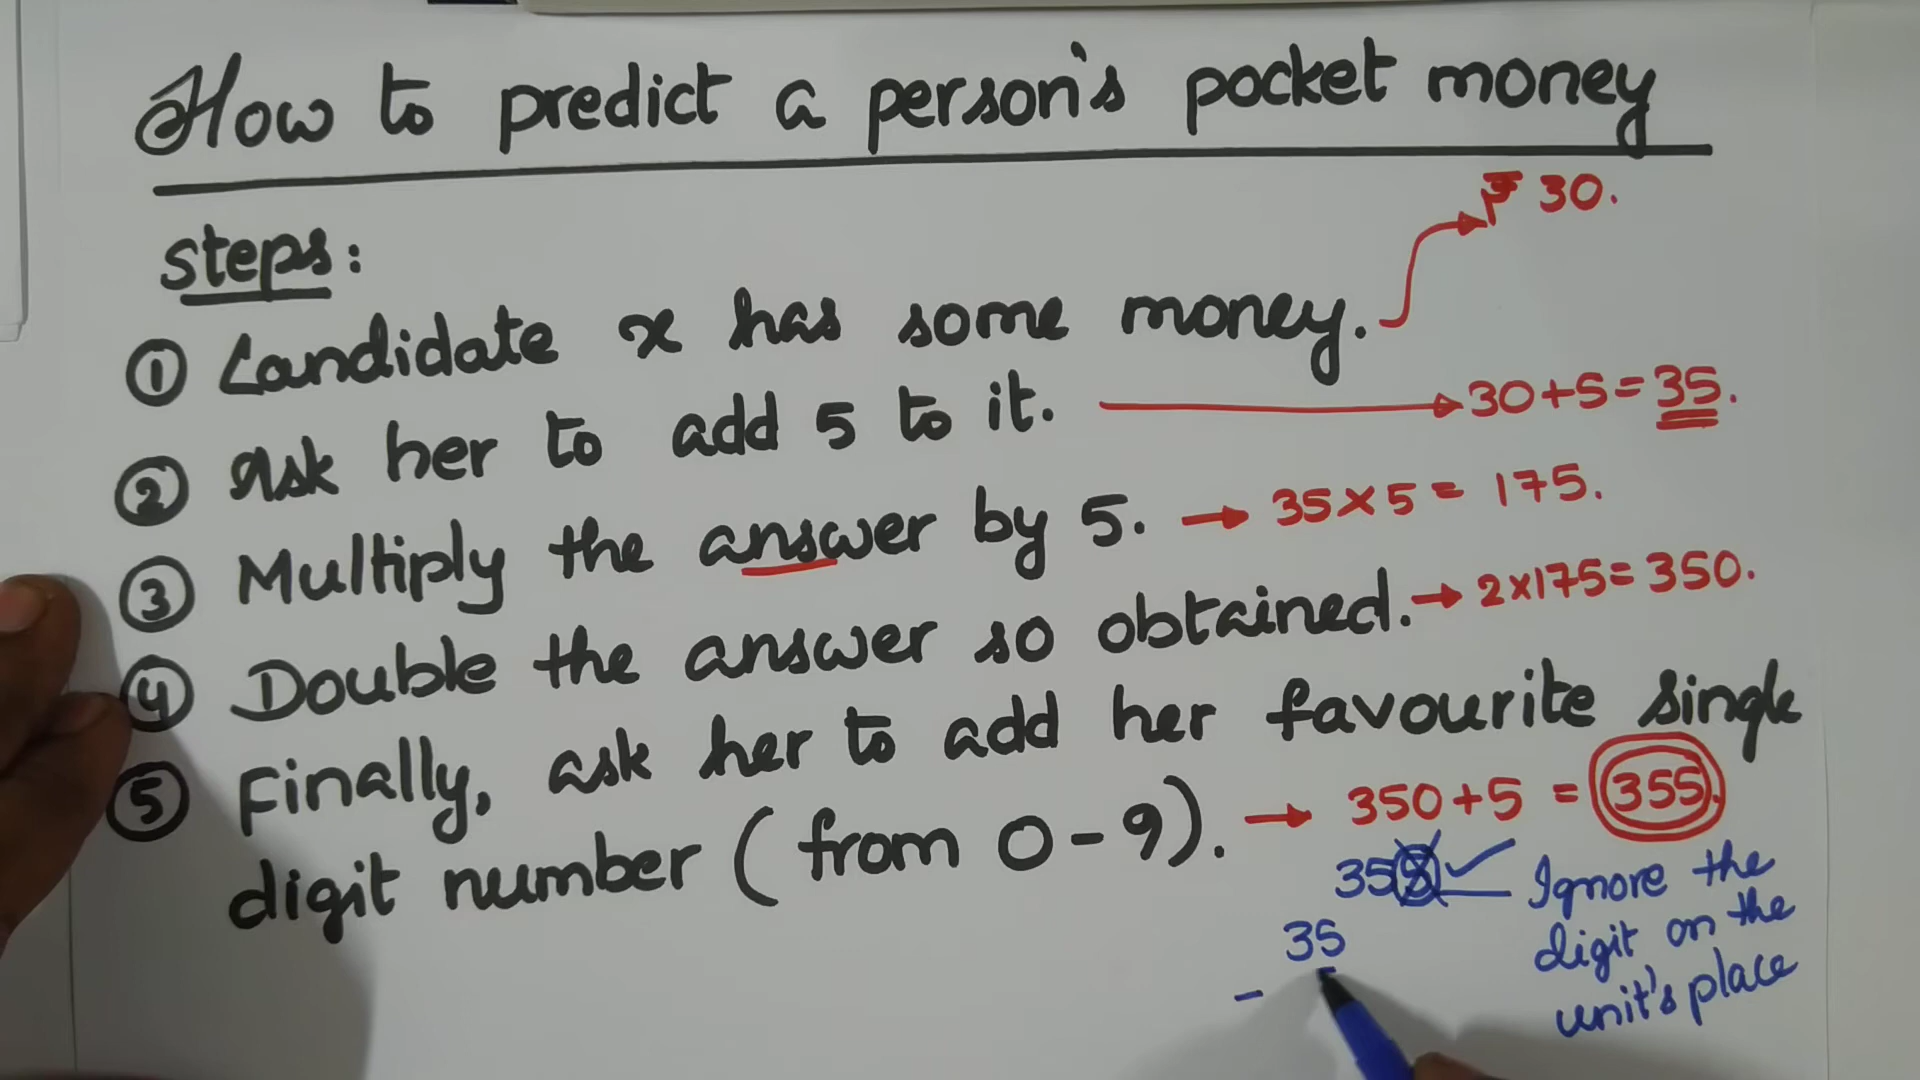 How to predict a person's pocket money
₹ 30.
steps:
① Candidate x has some money.
② Ask her to add 5 to it. → 30+5=35.
③ Multiply the answer by 5. → 35×5= 175.
④ Double the answer so obtained. → 2×175=350.
⑤ Finally, ask her to add her favourite single
digit number (from 0-9). → 350+5 = 355.
355 ✓ Ignore the
digit on the
unit's place
35
-